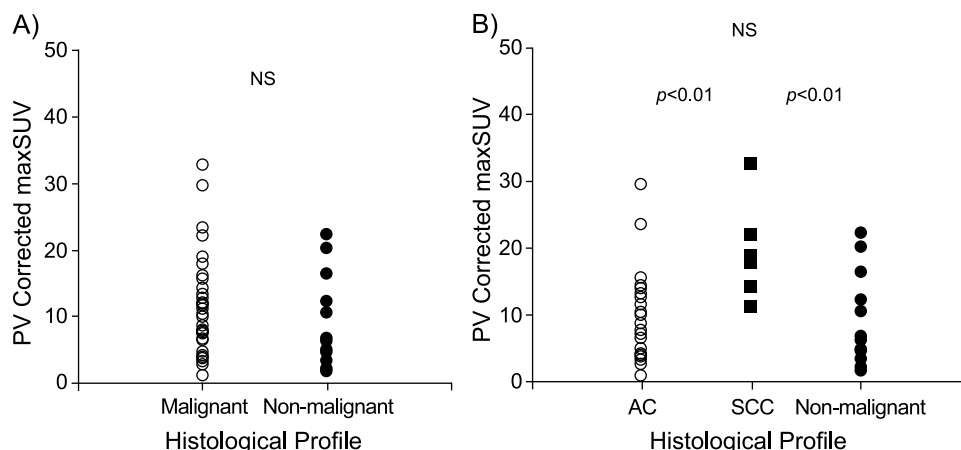 A)
PV Corrected maxSUV
50
40
30
20
10
0
NS
Malignant Non-malignant
Histological Profile
B)
PV Corrected maxSUV
50
40
30
20
10
0
NS
p<0.01 p<0.01
AC SCC Non-malignant
Histological Profile